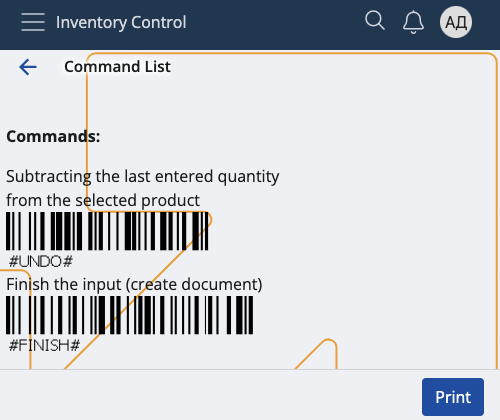 Inventory Control
АД
Command List
Commands:
Subtracting the last entered quantity
from the selected product
#UNDO#
Finish the input (create document)
#FINISH#
Print